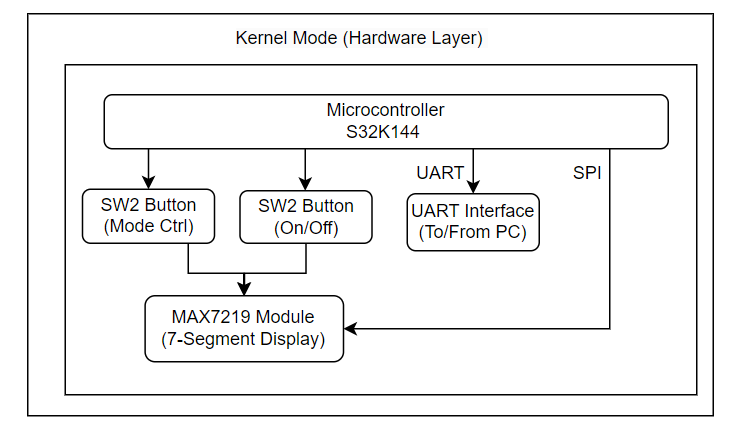 Kernel Mode (Hardware Layer)
Microcontroller
S32K144
UART
SPI
SW2 Button
(Mode Ctrl)
SW2 Button
(On/Off)
UART Interface
(To/From PC)
MAX7219 Module
(7-Segment Display)